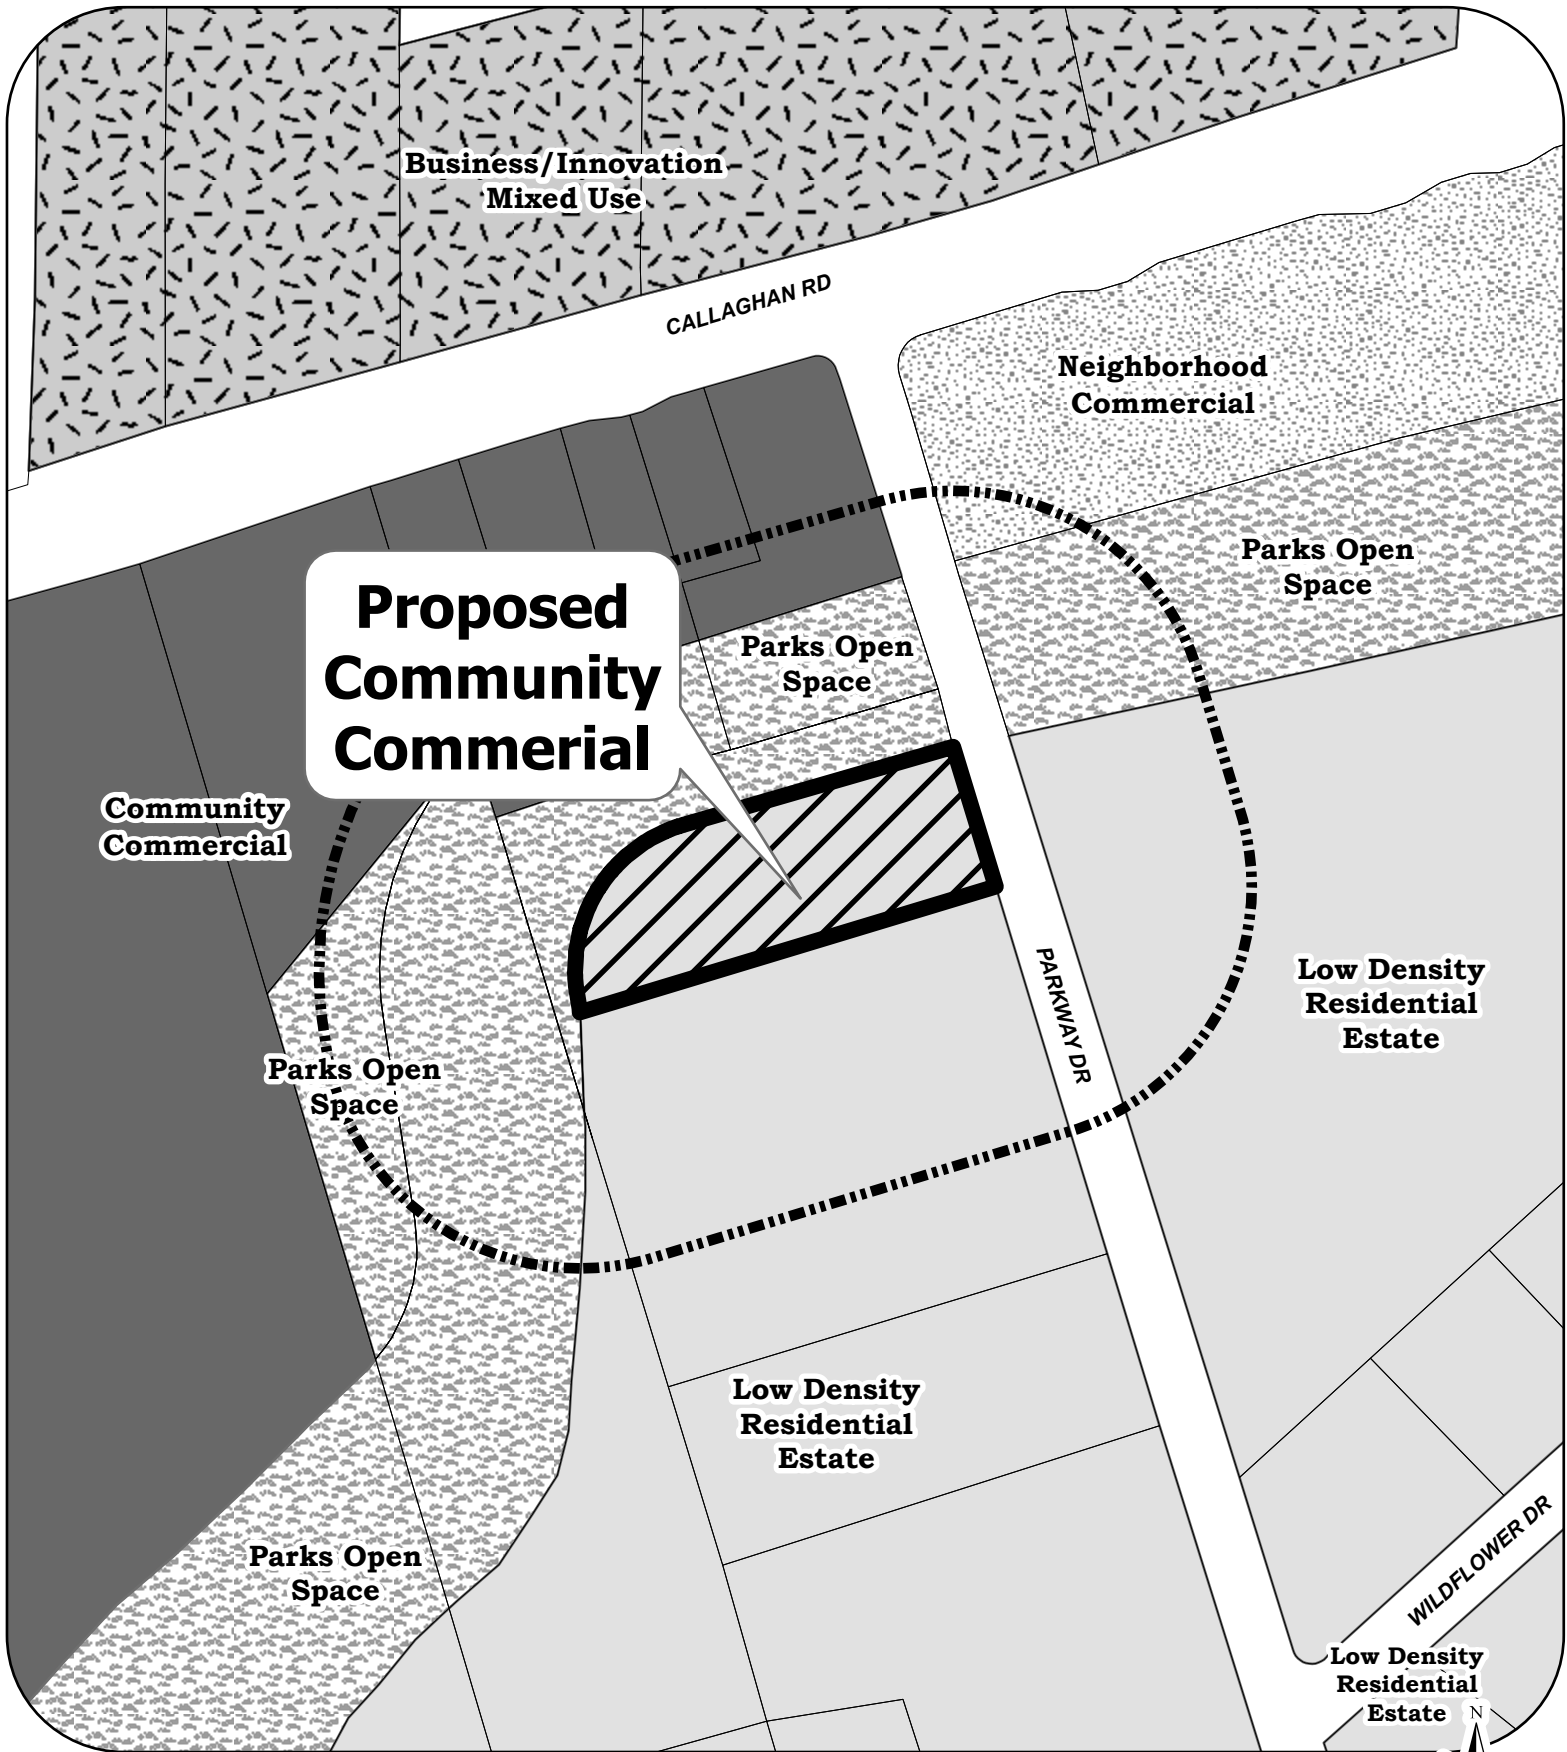 Business/Innovation
Mixed Use
CALLAGHAN RD
Neighborhood
Commercial
Parks Open
Space
Proposed
Community
Commerial
Parks Open
Space
Community
Commercial
PARKWAY DR
Low Density
Residential
Estate
Parks Open
Space
Low Density
Residential
Estate
Parks Open
Space
WILDFLOWER DR
Low Density
Residential
Estate
N